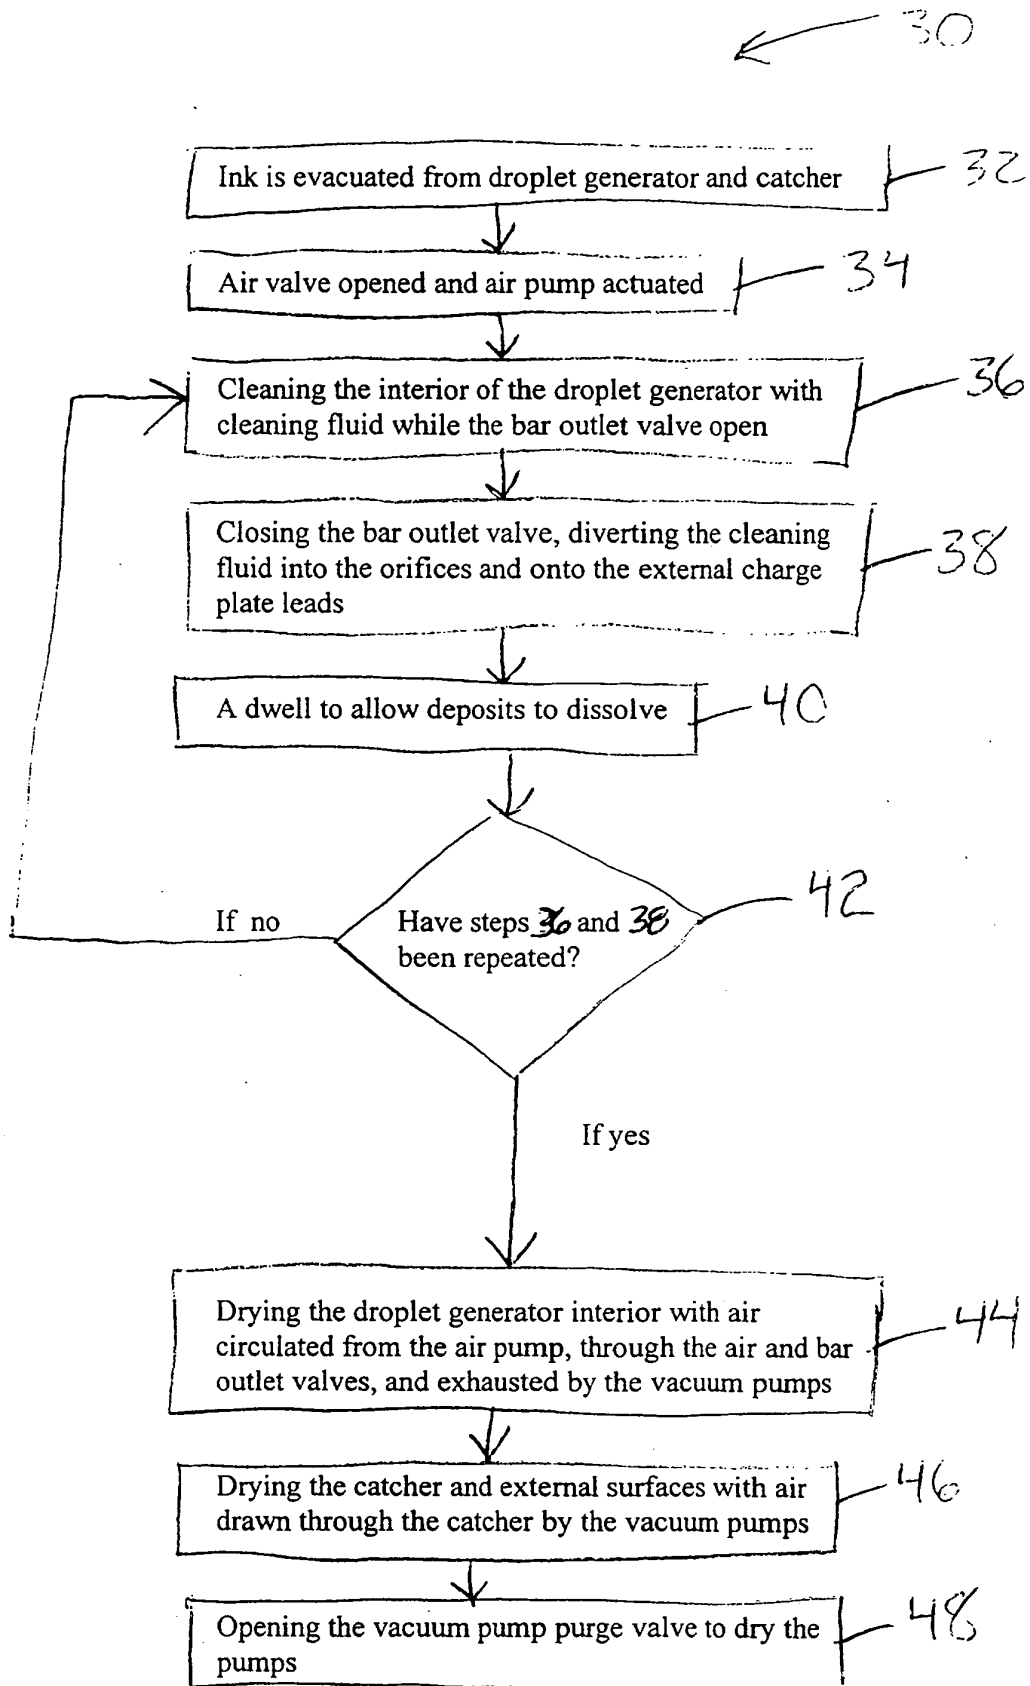 30
Ink is evacuated from droplet generator and catcher
32
Air valve opened and air pump actuated
34
Cleaning the interior of the droplet generator with
cleaning fluid while the bar outlet valve open
36
Closing the bar outlet valve, diverting the cleaning
fluid into the orifices and onto the external charge
plate leads
38
A dwell to allow deposits to dissolve
40
Have steps 36 and 38
been repeated?
42
If no
If yes
Drying the droplet generator interior with air
circulated from the air pump, through the air and bar
outlet valves, and exhausted by the vacuum pumps
44
Drying the catcher and external surfaces with air
drawn through the catcher by the vacuum pumps
46
Opening the vacuum pump purge valve to dry the
pumps
48